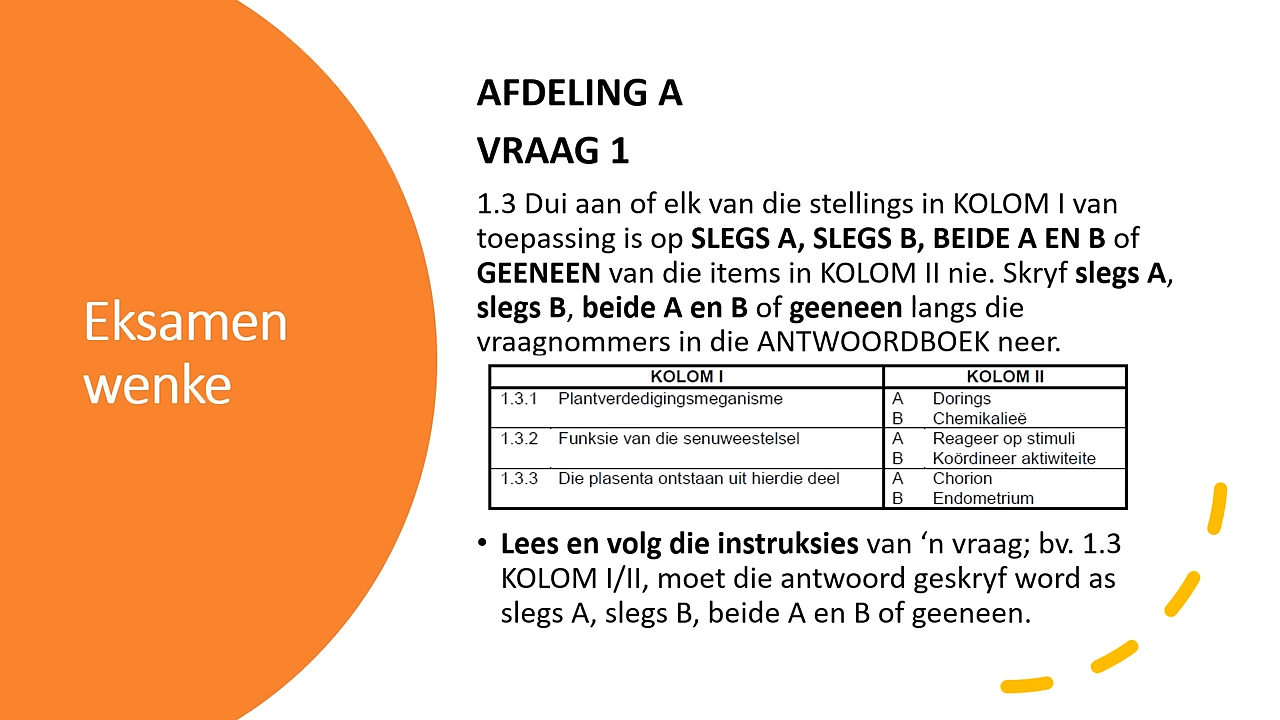 Eksamen
wenke
AFDELING A
VRAAG 1
1.3 Dui aan of elk van die stellings in KOLOM I van
toepassing is op SLEGS A, SLEGS B, BEIDE A EN B of
GEENEEN van die items in KOLOM II nie. Skryf slegs A,
slegs B, beide A en B of geeneen langs die
vraagnommers in die ANTWOORDBOEK neer.
KOLOM I KOLOM II
1.3.1 Plantverdedigingsmeganisme A Dorings
B Chemikalieë
1.3.2 Funksie van die senuweestelsel A Reageer op stimuli
B Koördineer aktiwiteite
1.3.3 Die plasenta ontstaan uit hierdie deel A Chorion
B Endometrium
• Lees en volg die instruksies van ‘n vraag; bv. 1.3
KOLOM I/II, moet die antwoord geskryf word as
slegs A, slegs B, beide A en B of geeneen.